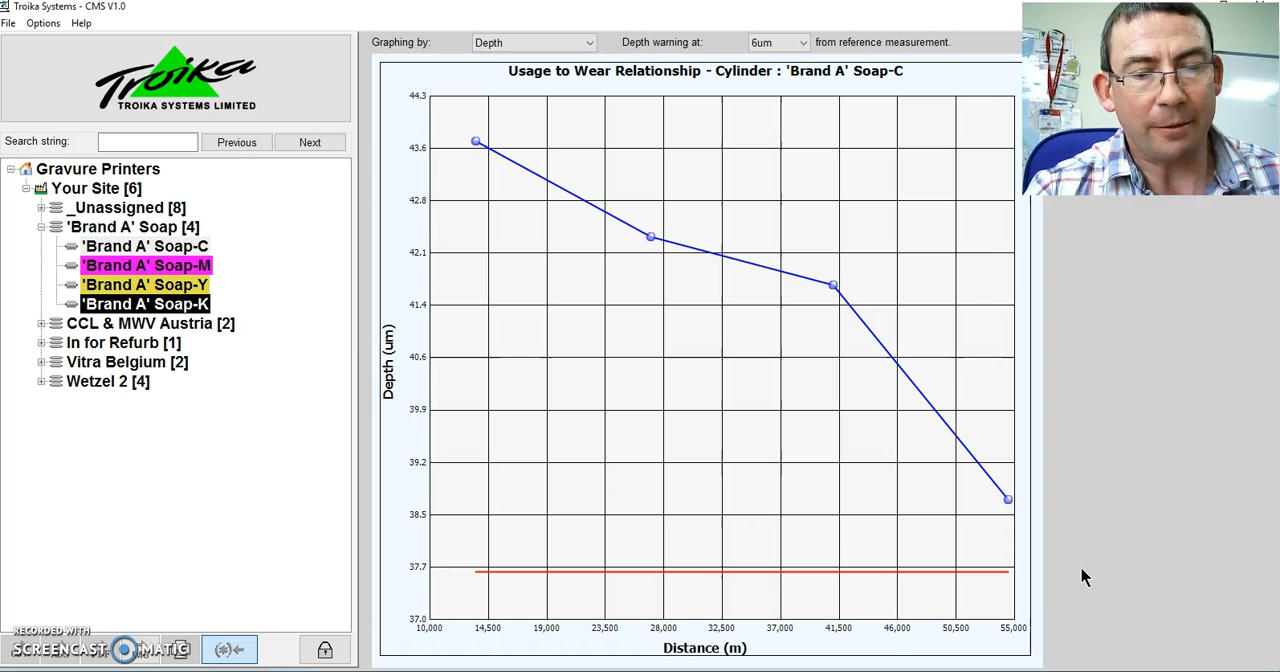 Troika Systems - CMS V1.0
File Options Help
Troika
TROIKA SYSTEMS LIMITED
Search string: Previous Next
Gravure Printers
Your Site [6]
_Unassigned [8]
'Brand A' Soap [4]
'Brand A' Soap-C
'Brand A' Soap-M
'Brand A' Soap-Y
'Brand A' Soap-K
CCL & MWV Austria [2]
In for Refurb [1]
Vitra Belgium [2]
Wetzel 2 [4]
RECORDED WITH
SCREENCAST MATIC
Graphing by: Depth Depth warning at: 6um from reference measurement.
Usage to Wear Relationship - Cylinder : 'Brand A' Soap-C
44.3
43.6
42.8
42.1
41.4
40.6
39.9
39.2
38.5
37.7
37.0
Depth (um)
10,000 14,500 19,000 23,500 28,000 32,500 37,000 41,500 46,000 50,500 55,000
Distance (m)